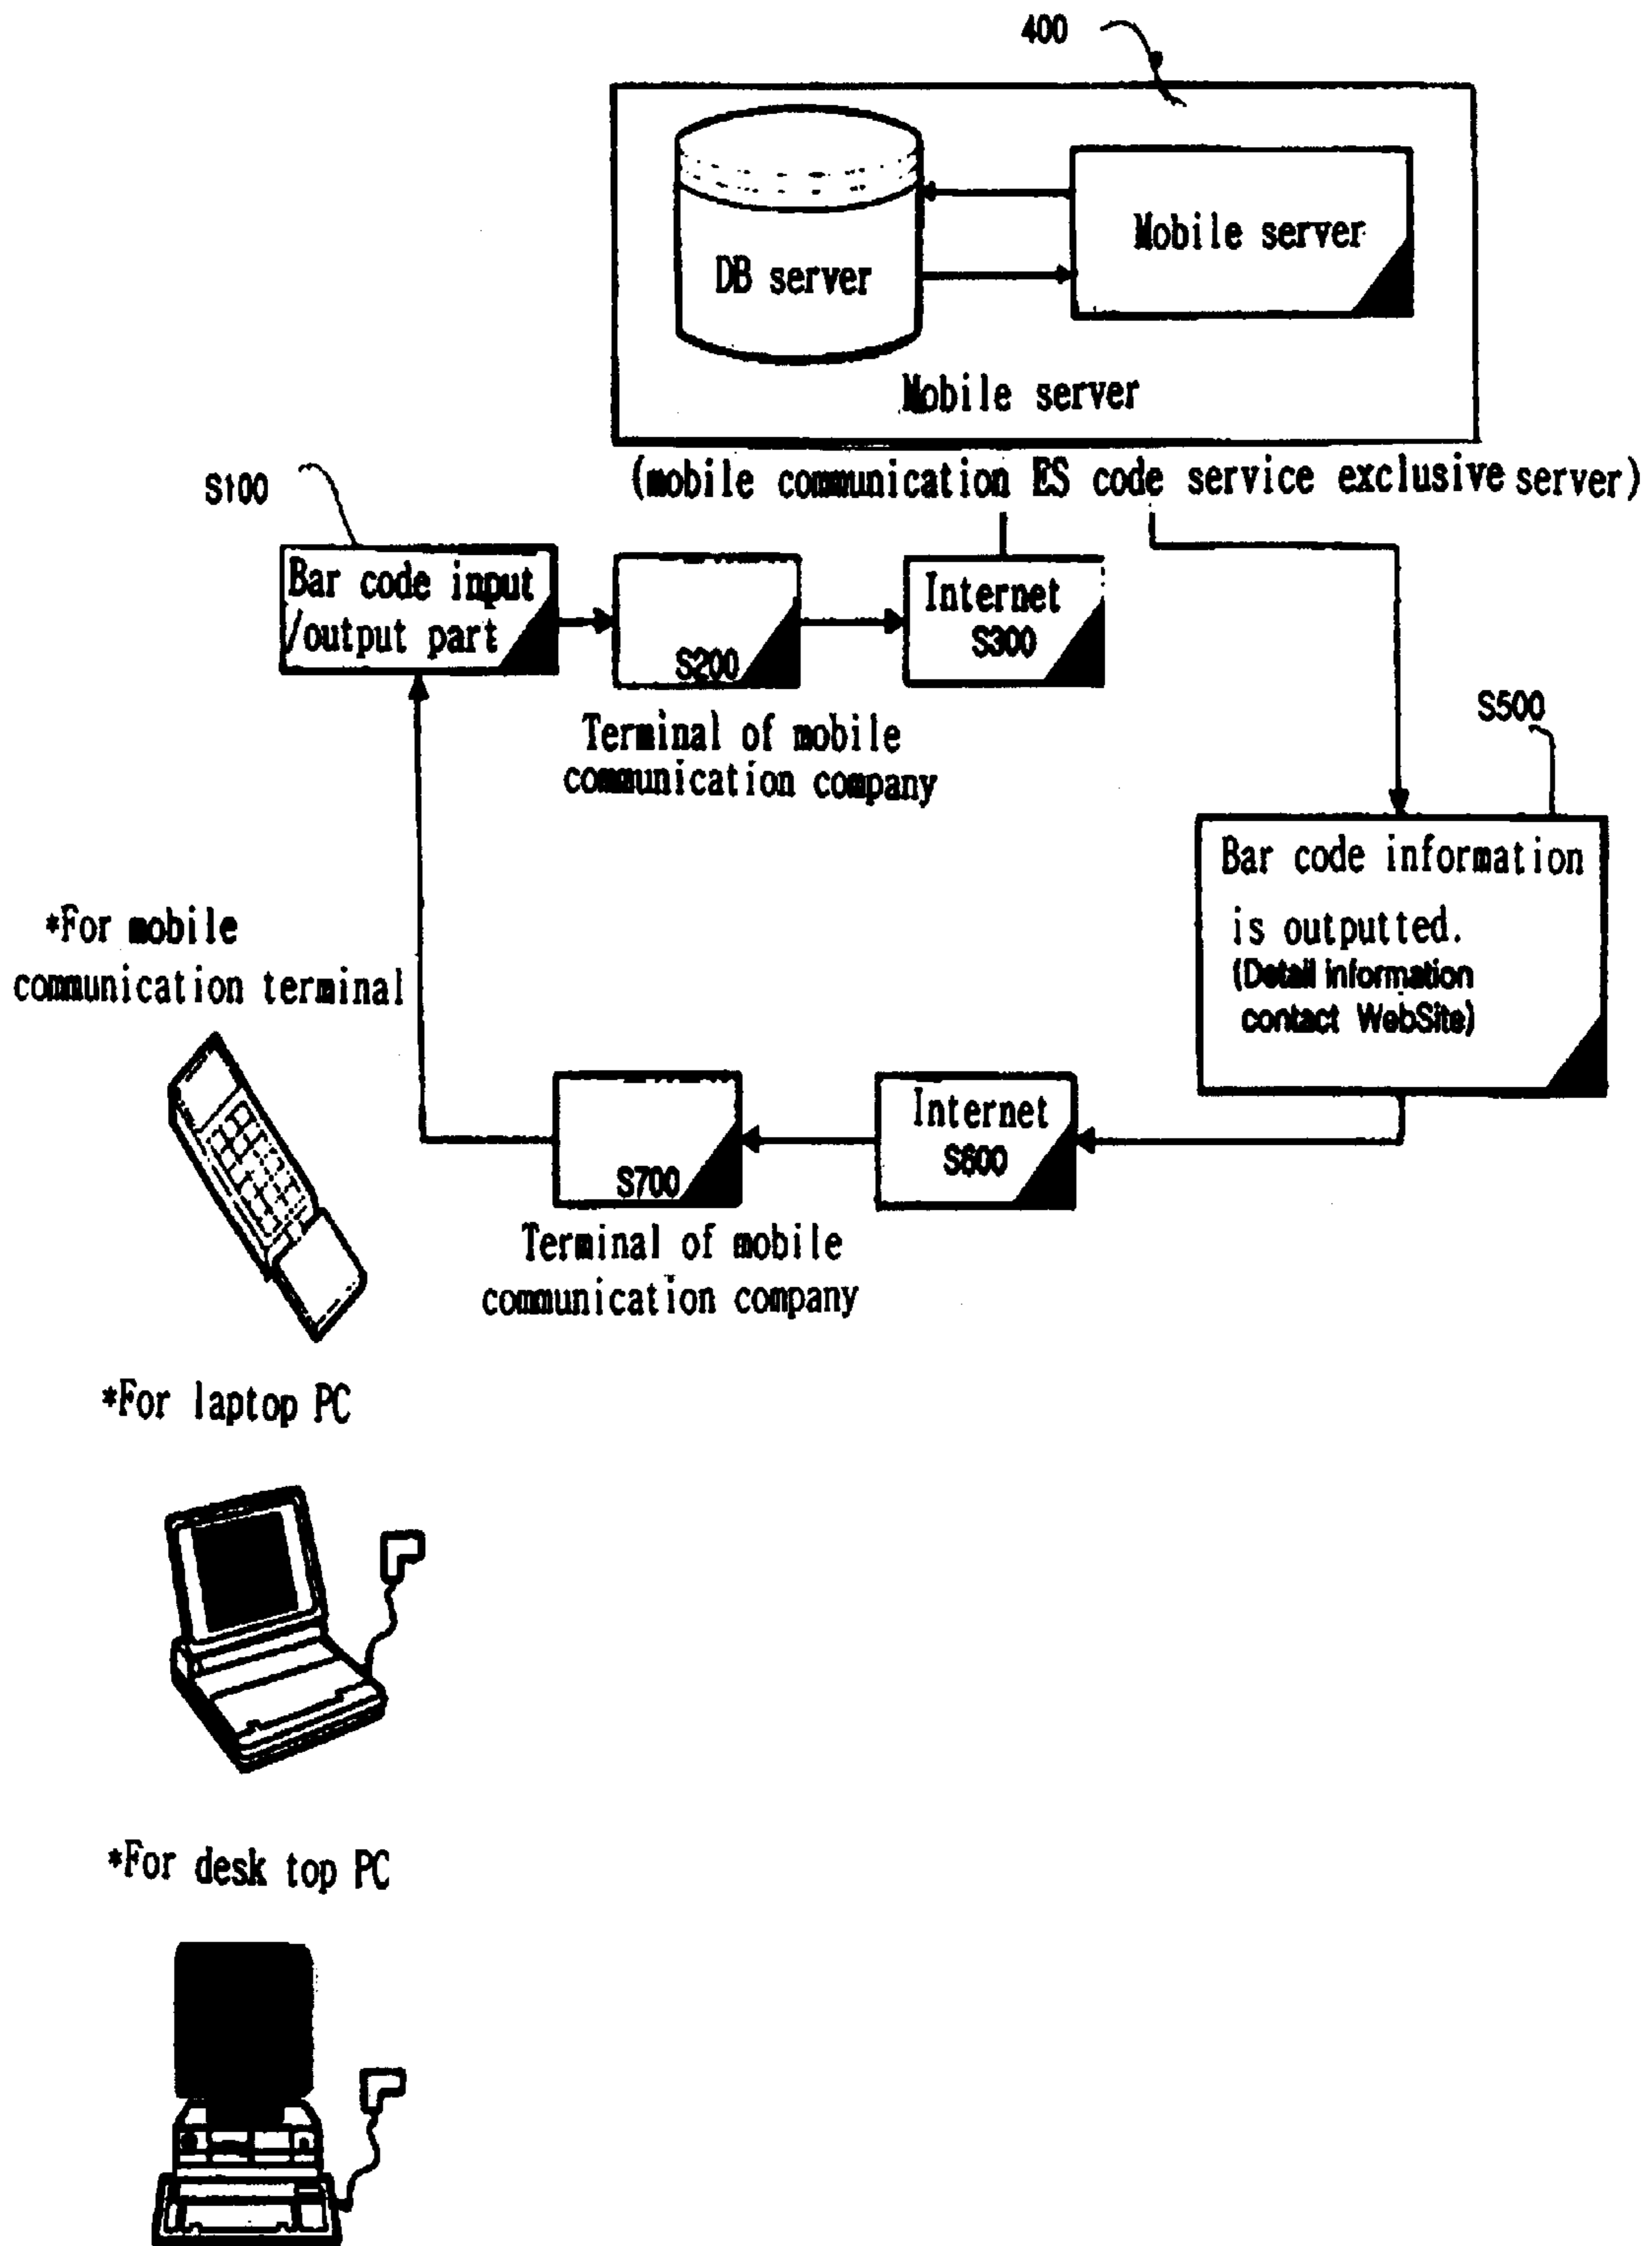 400
DB server
Mobile server
Mobile server
(mobile communication ES code service exclusive server)
S100
Bar code input
/output part
S200
Terminal of mobile
communication company
Internet
S300
S500
Bar code information
is outputted.
(Detail information
contact WebSite)
*For mobile
communication terminal
Internet
S600
S700
Terminal of mobile
communication company
*For laptop PC
*For desk top PC